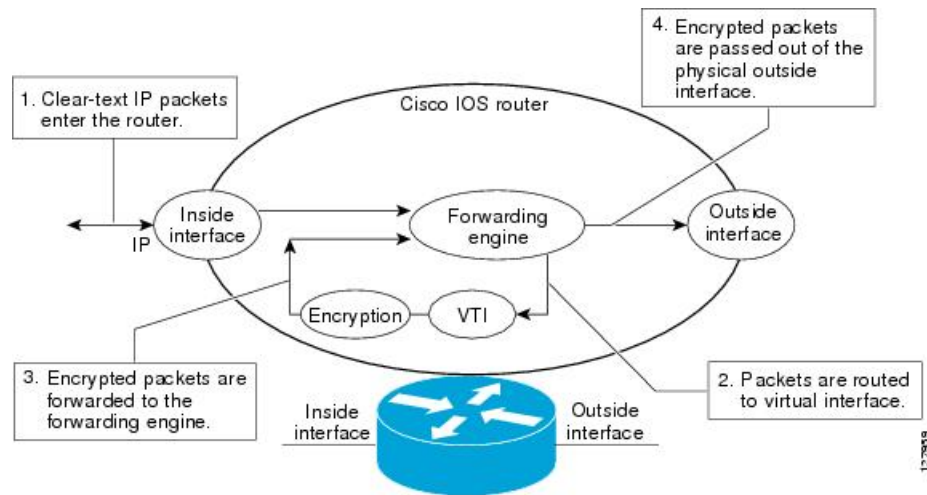 4. Encrypted packets
are passed out of the
physical outside
interface.
1. Clear-text IP packets
enter the router.
Cisco IOS router
Inside
interface
IP
Forwarding
engine
Outside
interface
Encryption
VTI
3. Encrypted packets are
forwarded to the
forwarding engine.
2. Packets are routed
to virtual interface.
Inside
interface
Outside
interface
127959